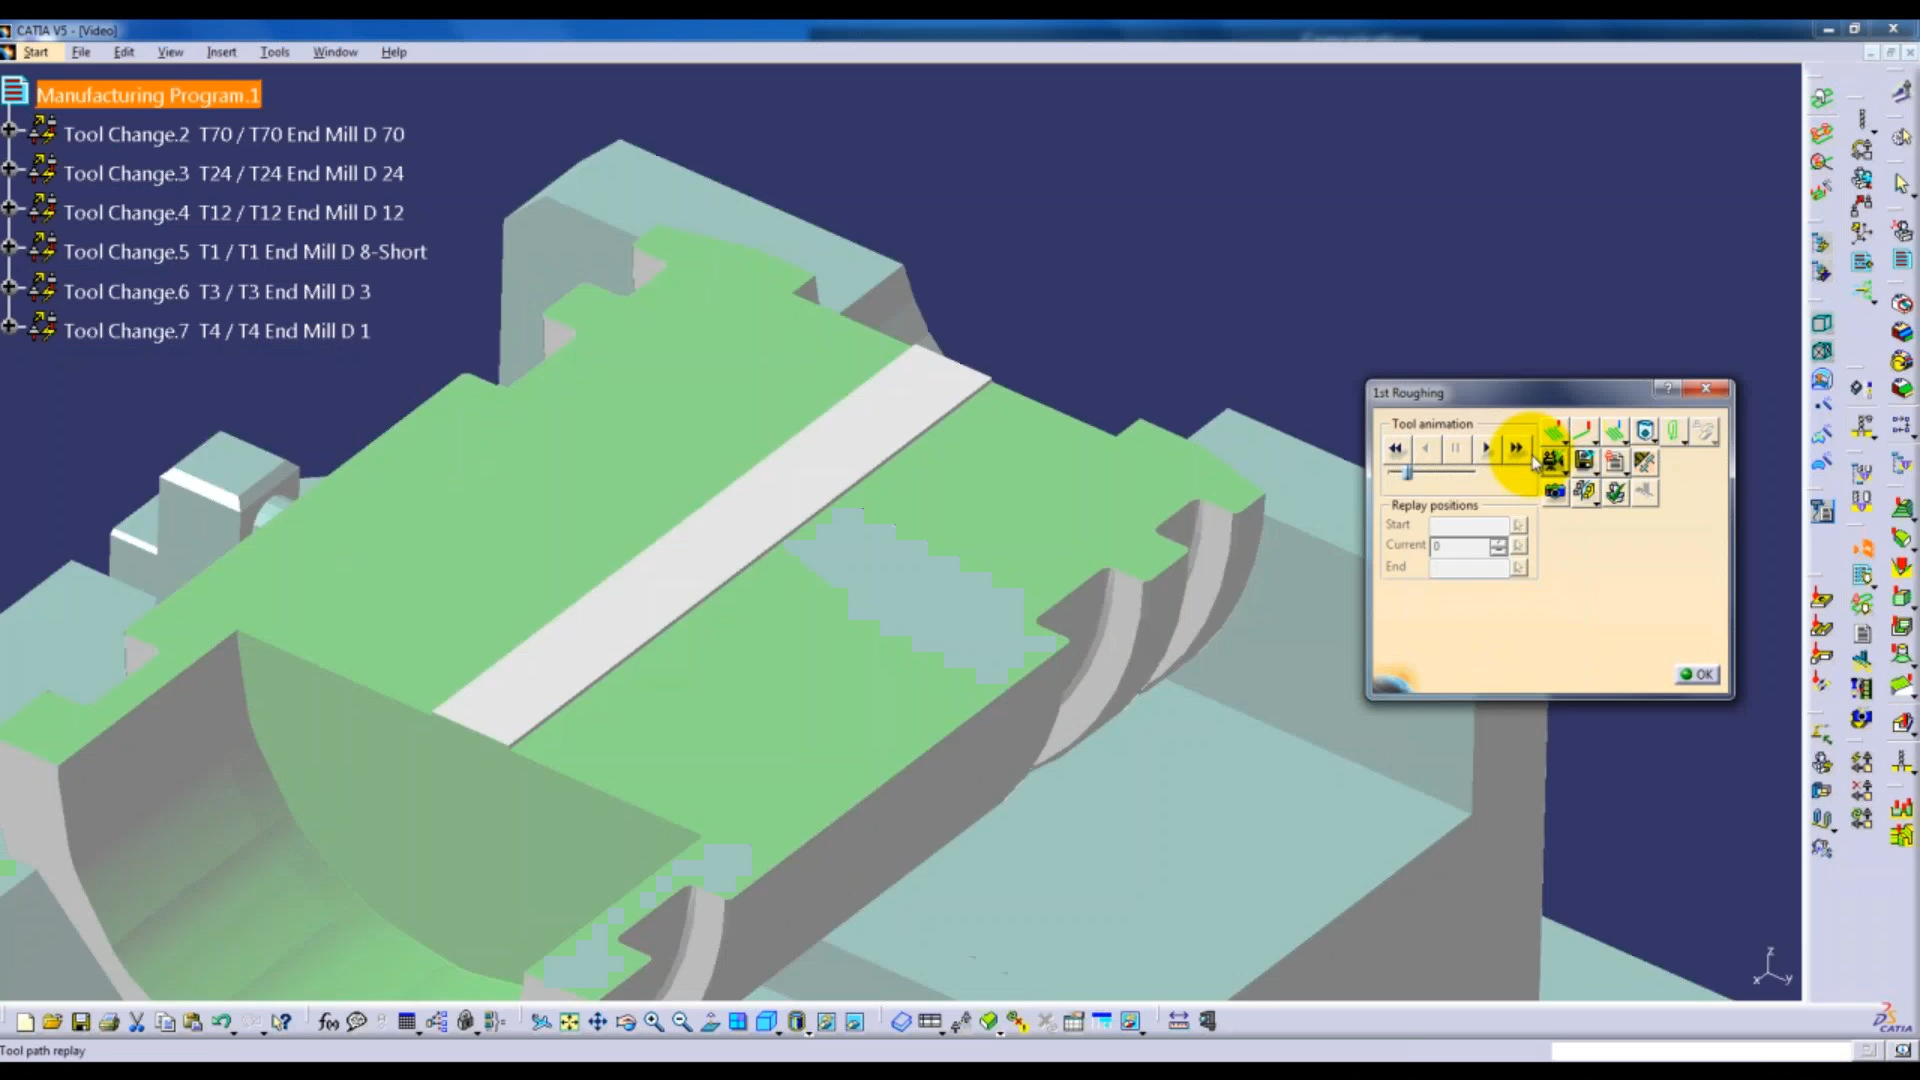 CATIA V5 - [Video]
Start File Edit View Insert Tools Window Help
Manufacturing Program.1
Tool Change.2 T70 / T70 End Mill D 70
Tool Change.3 T24 / T24 End Mill D 24
Tool Change.4 T12 / T12 End Mill D 12
Tool Change.5 T1 / T1 End Mill D 8-Short
Tool Change.6 T3 / T3 End Mill D 3
Tool Change.7 T4 / T4 End Mill D 1
1st Roughing
Tool animation
Replay positions
Start
Current 0
End
OK
z
x y
f(x)
DS CATIA
Tool path replay